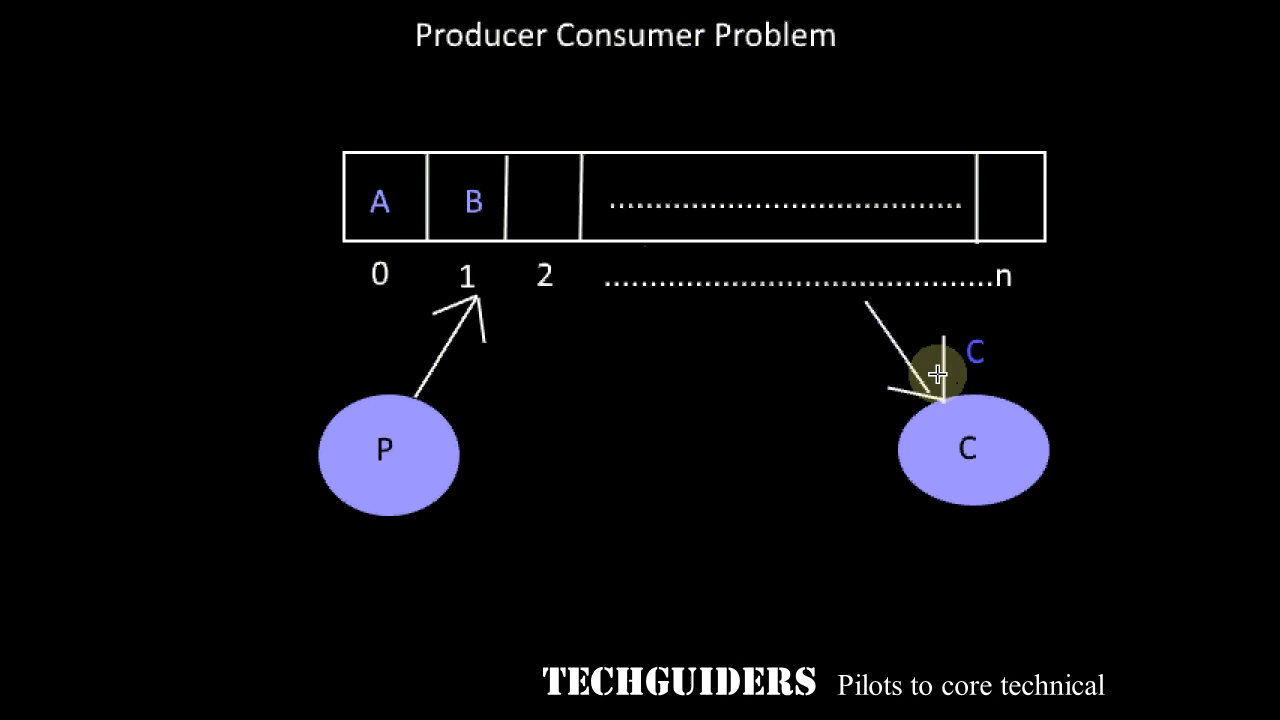 Producer Consumer Problem
A B ........................................
0 1 2 ..........................................n
C
P C
TECHGUIDERS Pilots to core technical